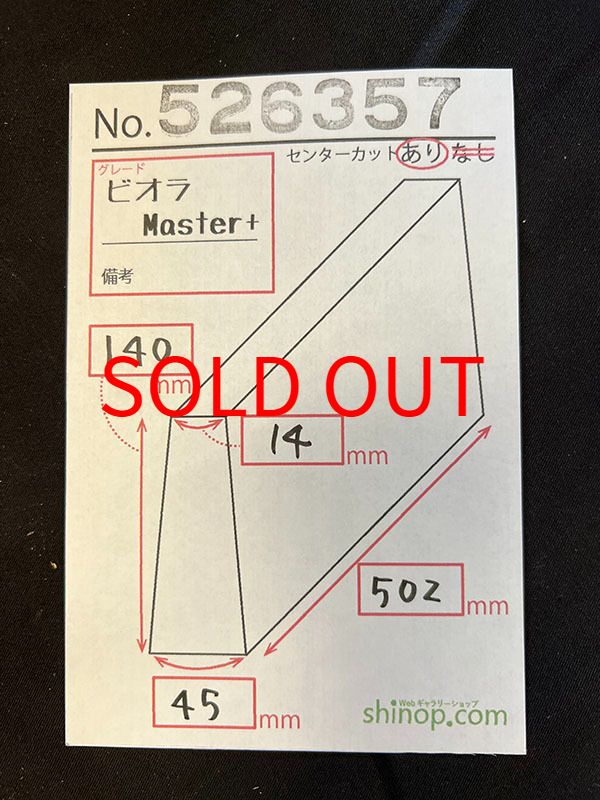 No.526357
センターカット あり なし
グレード
ビオラ
Master+
備考
140
mm
SOLD OUT
14 mm
502 mm
45 mm
Webギャラリーショップ
shinop.com